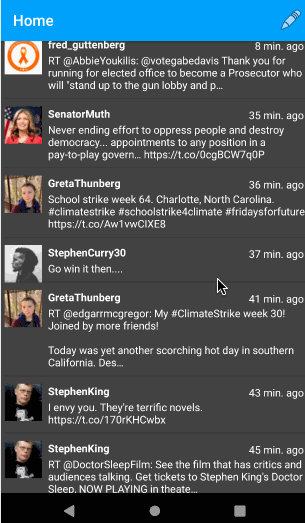 Home
fred_guttenberg
8 min. ago
RT @AbbieYoukilis: @votegabedavis Thank you for
running for elected office to become a Prosecutor who
will "stand up to the gun lobby and p…
SenatorMuth
35 min. ago
Never ending effort to oppress people and destroy
democracy... appointments to any position in a
pay-to-play govern… https://t.co/0cgBCW7q0P
GretaThunberg
36 min. ago
School strike week 64. Charlotte, North Carolina.
#climatestrike #schoolstrike4climate #fridaysforfuture
https://t.co/Aw1vwCIXE8
StephenCurry30
37 min. ago
Go win it then....
GretaThunberg
41 min. ago
RT @edgarrmcgregor: My #ClimateStrike week 30!
Joined by more friends!
Today was yet another scorching hot day in southern
California. Des…
StephenKing
43 min. ago
I envy you. They're terrific novels.
https://t.co/170rKHCwbx
StephenKing
45 min. ago
RT @DoctorSleepFilm: See the film that has critics and
audiences talking. Get tickets to Stephen King's Doctor
Sleep, NOW PLAYING in theate…